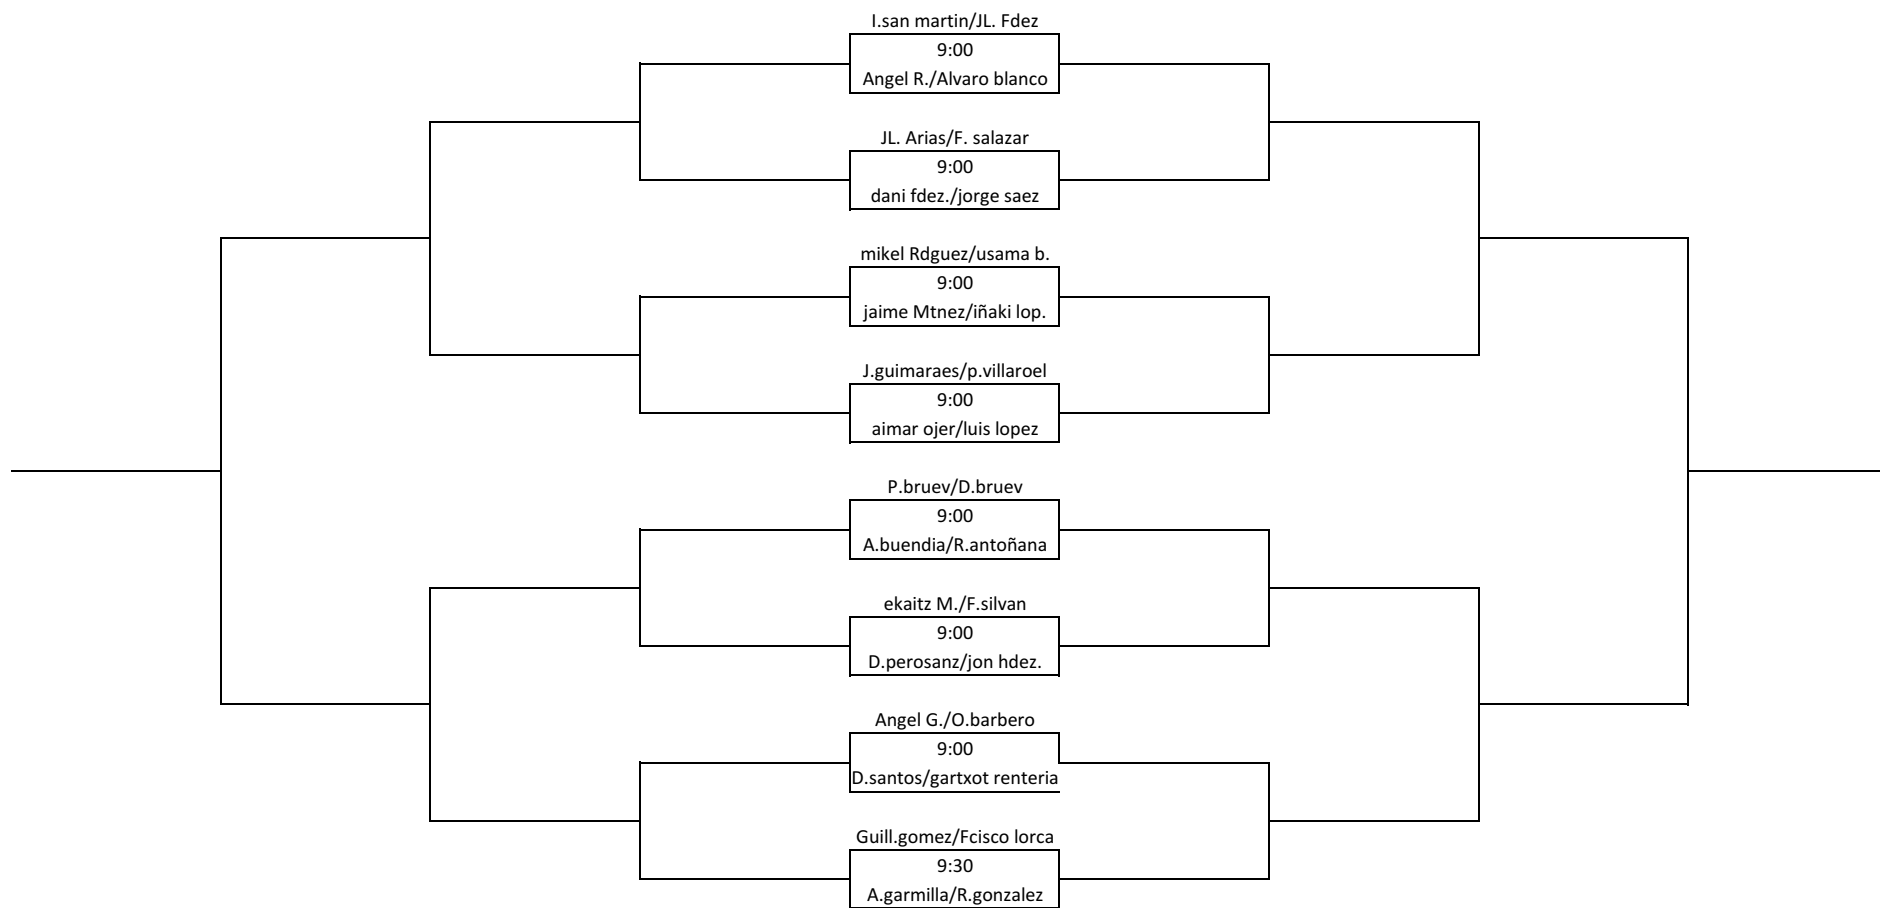 I.san martin/JL. Fdez
9:00
Angel R./Alvaro blanco
JL. Arias/F. salazar
9:00
dani fdez./jorge saez
mikel Rdguez/usama b.
9:00
jaime Mtnez/iñaki lop.
J.guimaraes/p.villaroel
9:00
aimar ojer/luis lopez
P.bruev/D.bruev
9:00
A.buendia/R.antoñana
ekaitz M./F.silvan
9:00
D.perosanz/jon hdez.
Angel G./O.barbero
9:00
D.santos/gartxot renteria
Guill.gomez/Fcisco lorca
9:30
A.garmilla/R.gonzalez